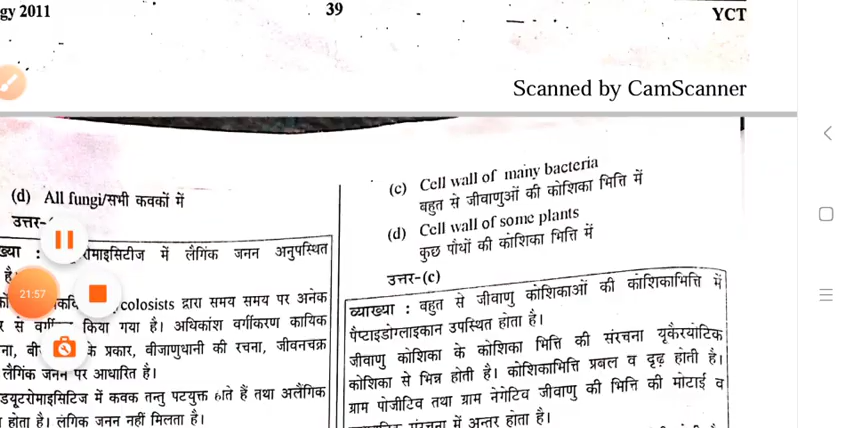 gy 2011
39
YCT
Scanned by CamScanner
(d) All fungi/सभी कवकों में
उत्तर-
ख्या : रोमाइसिटीज में लैगिंक जनन अनुपस्थित
है
21:57
colosists द्वारा समय समय पर अनेक
र से किया गया है। अधिकांश वर्गीकरण कायिक
ना, बी के प्रकार, बीजाणुधानी की रचना, जीवनचक्र
लैगिंक जनन पर आधारित है।
डयूटरोमाइसिटिज में कवक तन्तु पटयुक्त होते हैं तथा अलैंगिक
होता है। लंगिक जनन नहीं मिलता है।
(c) Cell wall of many bacteria
बहुत से जीवाणुओं की कोशिका भित्ति में
(d) Cell wall of some plants
कुछ पौधों की कोशिका भित्ति में
उत्तर-(c)
व्याख्या : बहुत से जीवाणु कोशिकाओं की काशिकाभित्ति में
पैप्टाइडोग्लाइकान उपस्थित होता है।
जीवाणु कोशिका के कोशिका भित्ति की संरचना यूकैरयोटिक
कोशिका से भिन्न होती है। कोशिकाभित्ति प्रबल व दृढ़ होती है।
ग्राम पोजीटिव तथा ग्राम नेगेटिव जीवाणु की भित्ति की मोटाई व
संरचना में अन्तर होता है।